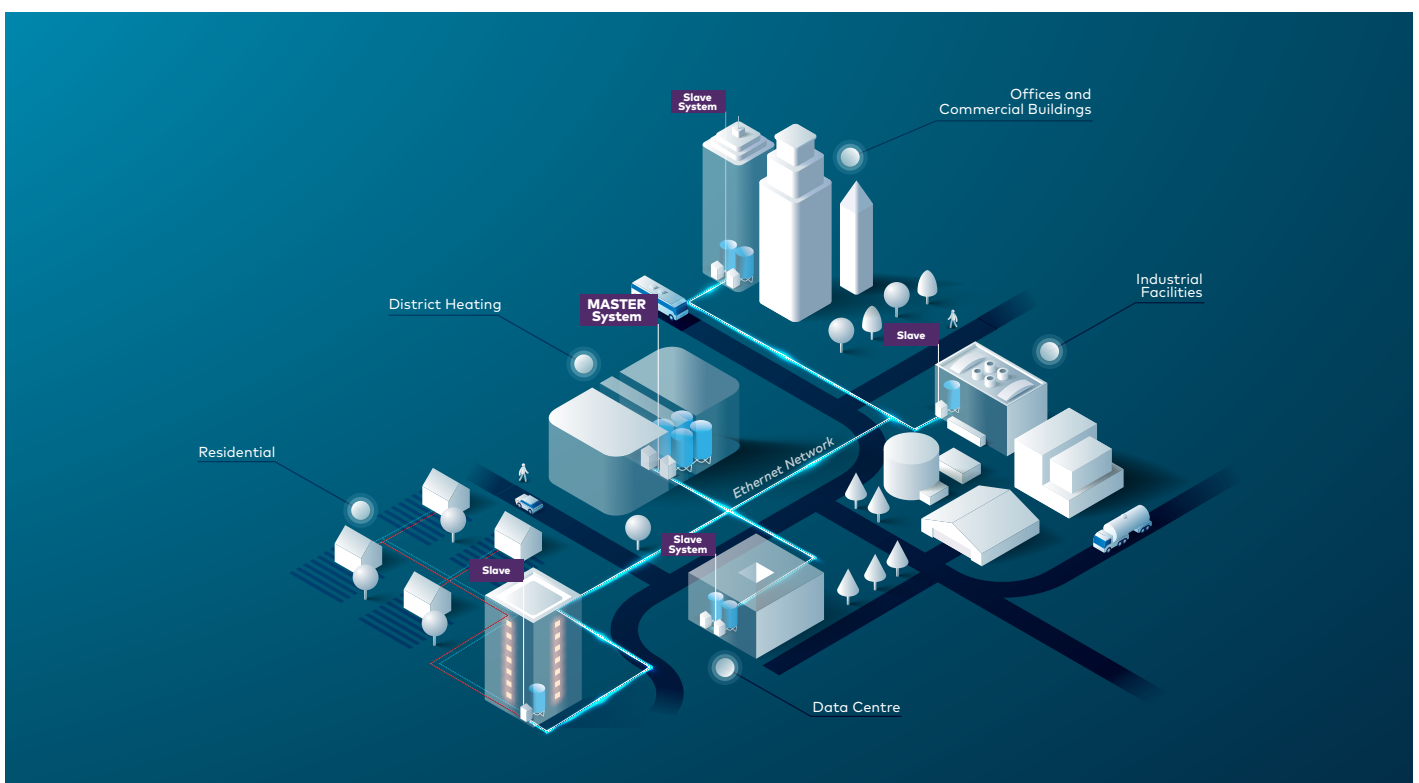 Slave
System
Offices and
Commercial Buildings
Industrial
Facilities
District Heating
MASTER
System
Slave
Residential
Ethernet Network
Slave
System
Slave
Data Centre